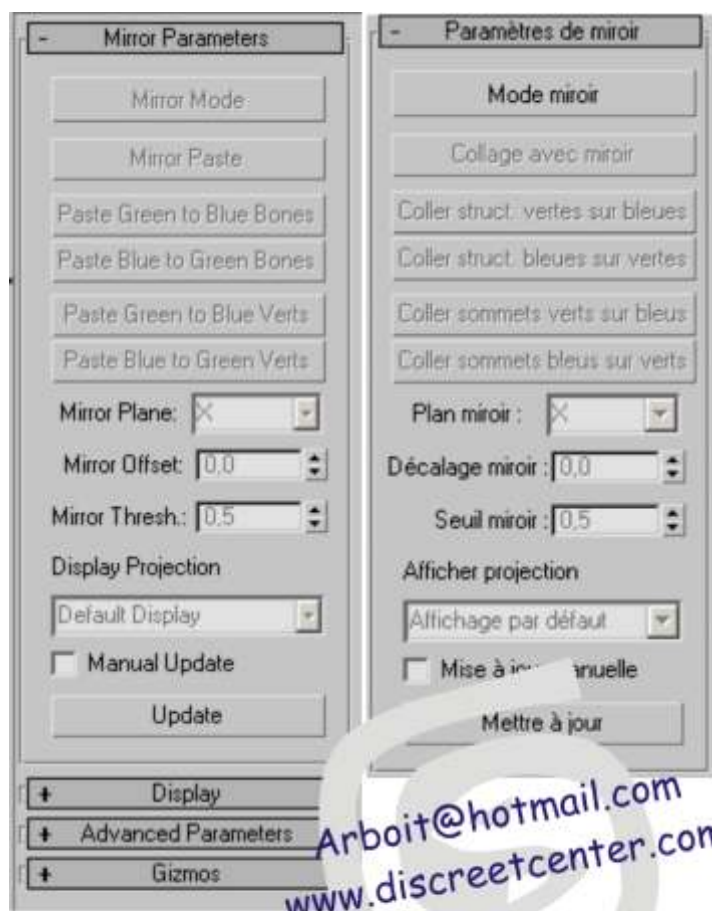 - Mirror Parameters
Mirror Mode
Mirror Paste
Paste Green to Blue Bones
Paste Blue to Green Bones
Paste Green to Blue Verts
Paste Blue to Green Verts
Mirror Plane: X
Mirror Offset: 0,0
Mirror Thresh.: 0,5
Display Projection
Default Display
Manual Update
Update
+ Display
+ Advanced Parameters
+ Gizmos
- Paramètres de miroir
Mode miroir
Collage avec miroir
Coller struct. vertes sur bleues
Coller struct. bleues sur vertes
Coller sommets verts sur bleus
Coller sommets bleus sur verts
Plan miroir : X
Décalage miroir : 0,0
Seuil miroir : 0,5
Afficher projection
Affichage par défaut
Mise à jour manuelle
Mettre à jour
Arboit@hotmail.com
www.discreetcenter.com